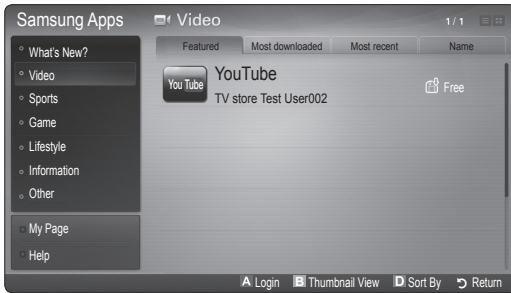 Samsung Apps
Video
1/1
What's New?
Video
Sports
Game
Lifestyle
Information
Other
My Page
Help
Featured
Most downloaded
Most recent
Name
You Tube
YouTube
TV store Test User002
Free
A Login
B Thumbnail View
D Sort By
Return